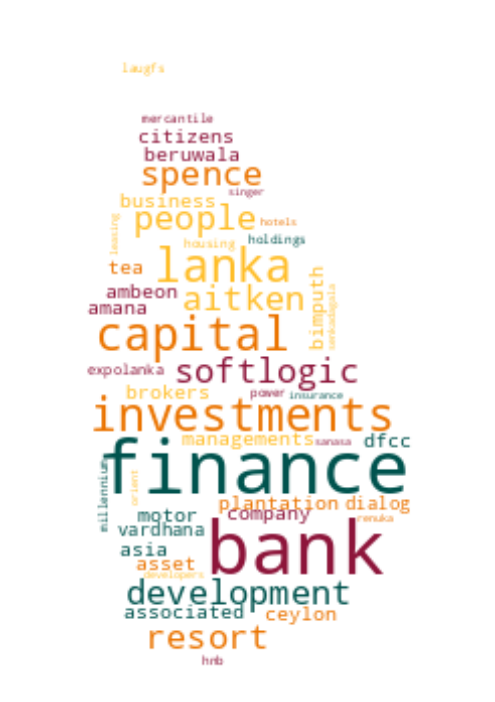 laugfs
mercantile
citizens
beruwala
spence
singer
business
people
hotels
leasing
housing
holdings
lanka
tea
ambeon
aitken
amana
bimputh
senkadagala
capital
expolanka
softlogic
brokers
power
insurance
investments
managements
sanasa
dfcc
finance
millennium
orient
plantation
dialog
motor
company
renuka
vardhana
bank
asia
asset
developers
development
associated
ceylon
resort
hnb